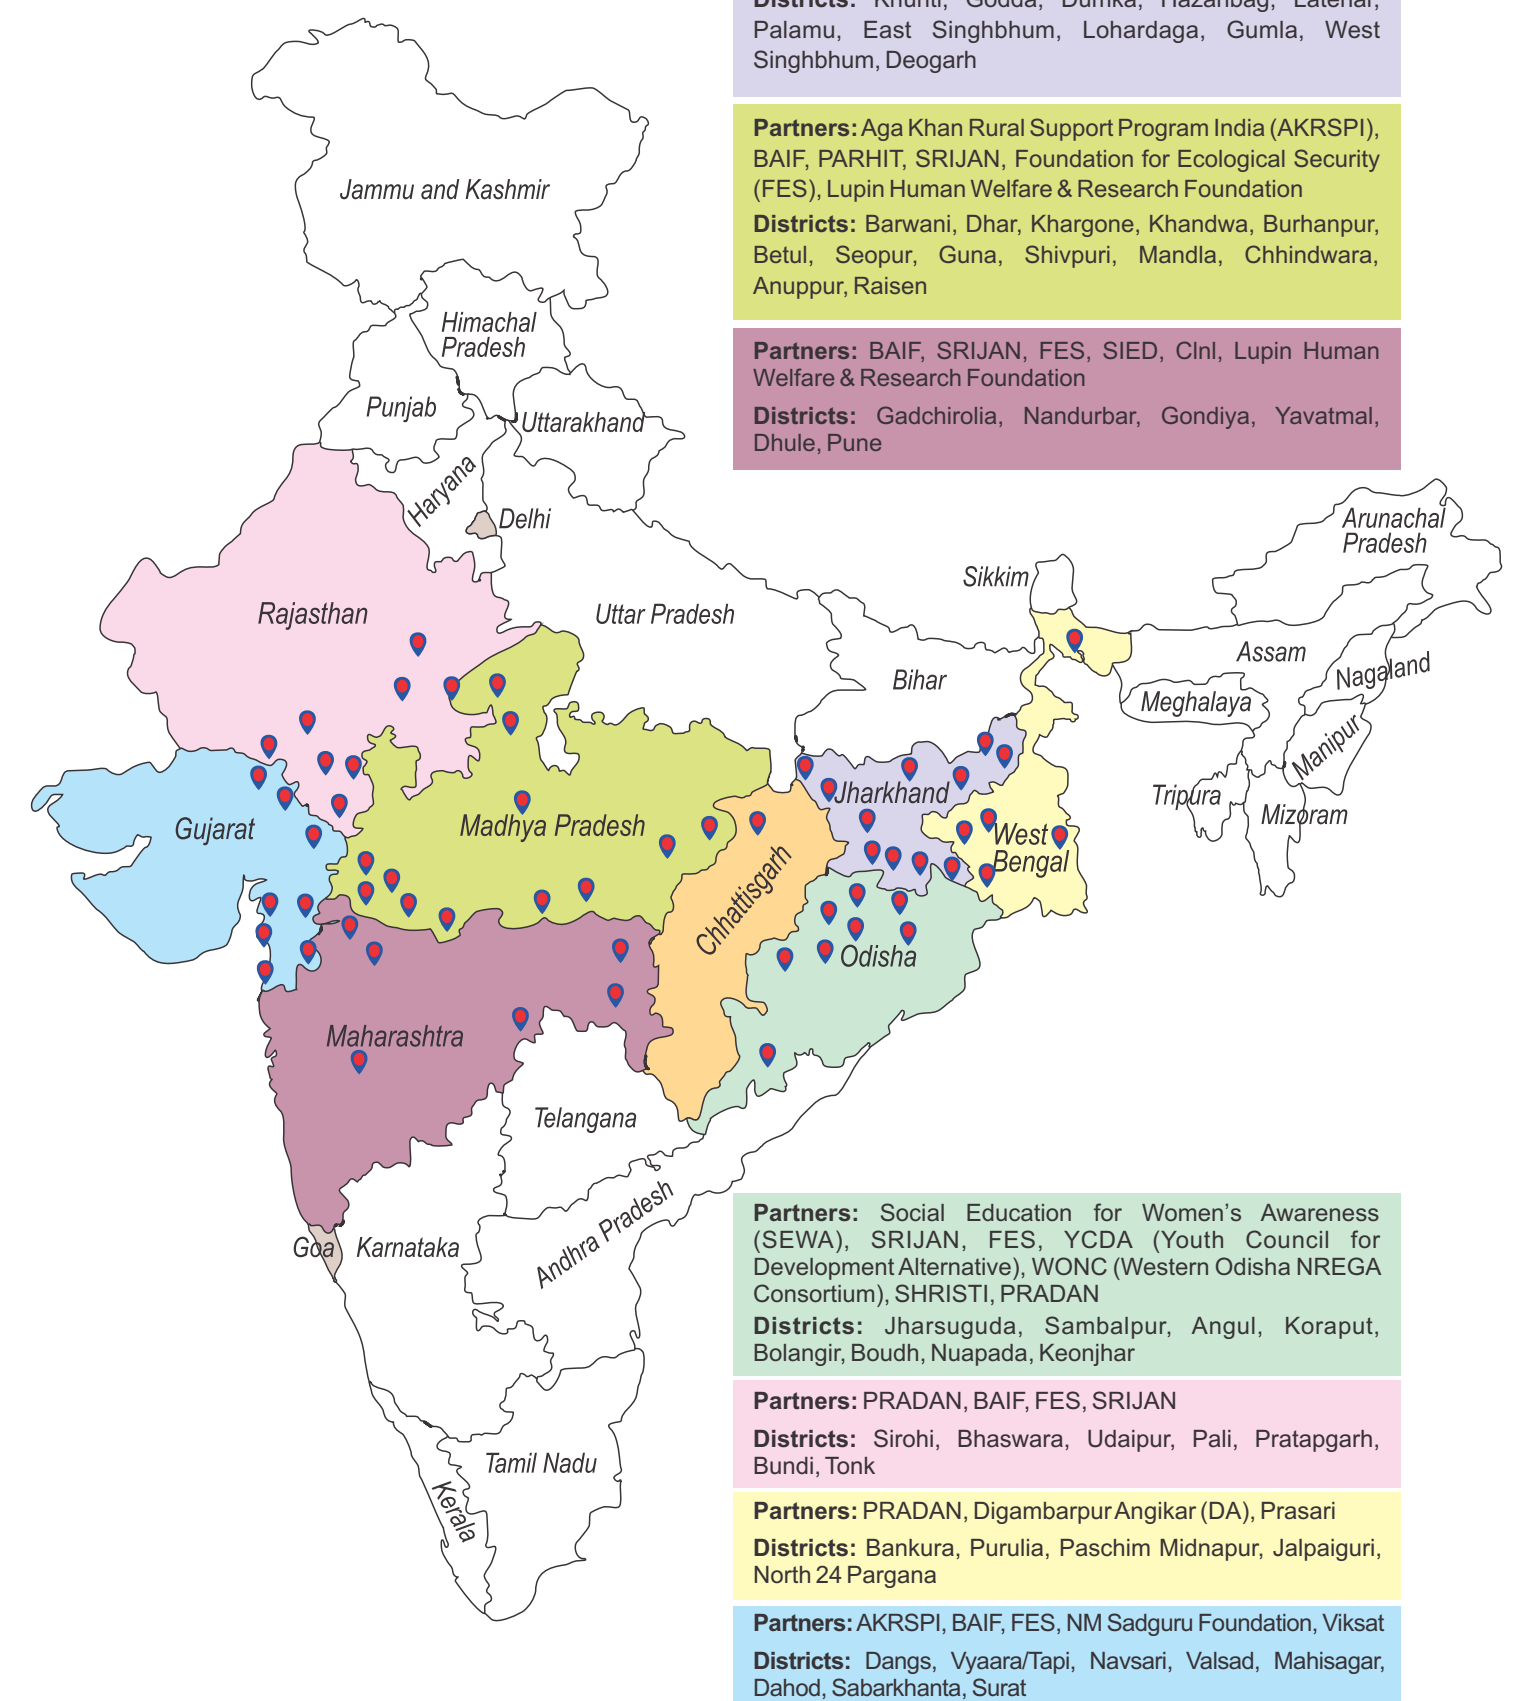 Districts: Khunti, Godda, Dumka, Hazaribag, Latehar,
Palamu, East Singhbhum, Lohardaga, Gumla, West
Singhbhum, Deogarh
Partners: Aga Khan Rural Support Program India (AKRSPI),
BAIF, PARHIT, SRIJAN, Foundation for Ecological Security
(FES), Lupin Human Welfare & Research Foundation
Districts: Barwani, Dhar, Khargone, Khandwa, Burhanpur,
Betul, Seopur, Guna, Shivpuri, Mandla, Chhindwara,
Anuppur, Raisen
Partners: BAIF, SRIJAN, FES, SIED, ClnI, Lupin Human
Welfare & Research Foundation
Districts: Gadchirolia, Nandurbar, Gondiya, Yavatmal,
Dhule, Pune
Jammu and Kashmir
Himachal
Pradesh
Punjab
Uttarakhand
Haryana
Delhi
Arunachal
Pradesh
Sikkim
Rajasthan
Uttar Pradesh
Assam
Nagaland
Bihar
Meghalaya
Manipur
Jharkhand
Tripura
Mizoram
Gujarat
Madhya Pradesh
West
Bengal
Chhattisgarh
Odisha
Maharashtra
Telangana
Andhra Pradesh
Goa
Karnataka
Tamil Nadu
Kerala
Partners: Social Education for Women's Awareness
(SEWA), SRIJAN, FES, YCDA (Youth Council for
Development Alternative), WONC (Western Odisha NREGA
Consortium), SHRISTI, PRADAN
Districts: Jharsuguda, Sambalpur, Angul, Koraput,
Bolangir, Boudh, Nuapada, Keonjhar
Partners: PRADAN, BAIF, FES, SRIJAN
Districts: Sirohi, Bhaswara, Udaipur, Pali, Pratapgarh,
Bundi, Tonk
Partners: PRADAN, Digambarpur Angikar (DA), Prasari
Districts: Bankura, Purulia, Paschim Midnapur, Jalpaiguri,
North 24 Pargana
Partners: AKRSPI, BAIF, FES, NM Sadguru Foundation, Viksat
Districts: Dangs, Vyaara/Tapi, Navsari, Valsad, Mahisagar,
Dahod, Sabarkhanta, Surat